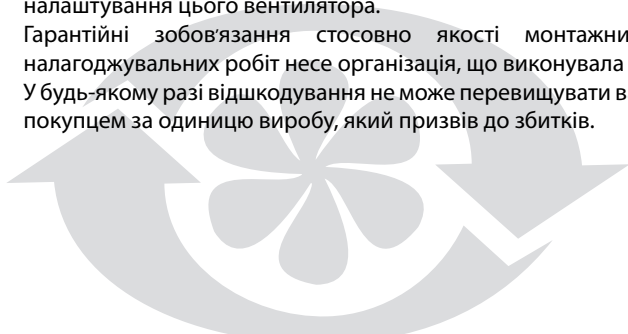 налаштування цього вентилятора.
Гарантійні зобов'язання стосовно якості монтажни
налагоджувальних робіт несе організація, що виконувала
У будь-якому разі відшкодування не може перевищувати в
покупцем за одиницю виробу, який призвів до збитків.